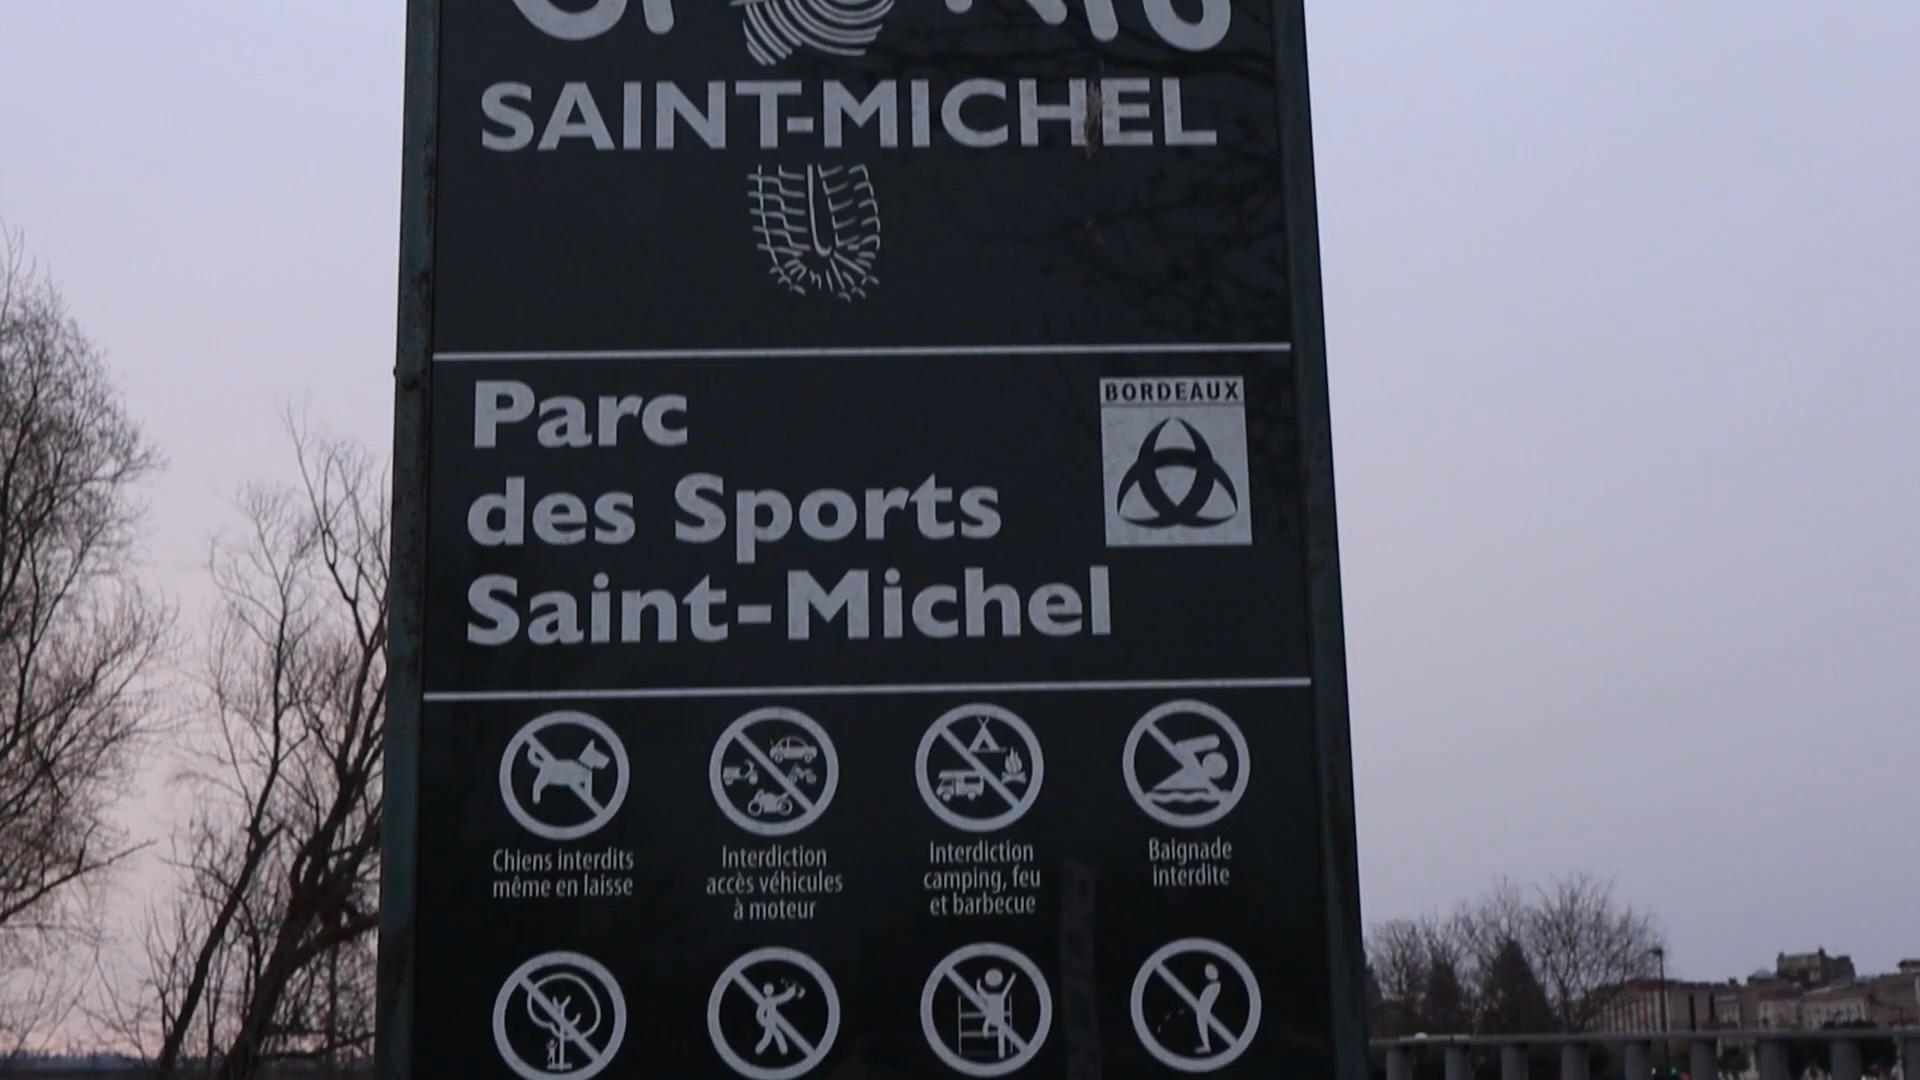 SPORTS
SAINT-MICHEL
Parc
des Sports
Saint-Michel
BORDEAUX
Chiens interdits
même en laisse
Interdiction
accès véhicules
à moteur
Interdiction
camping, feu
et barbecue
Baignade
interdite